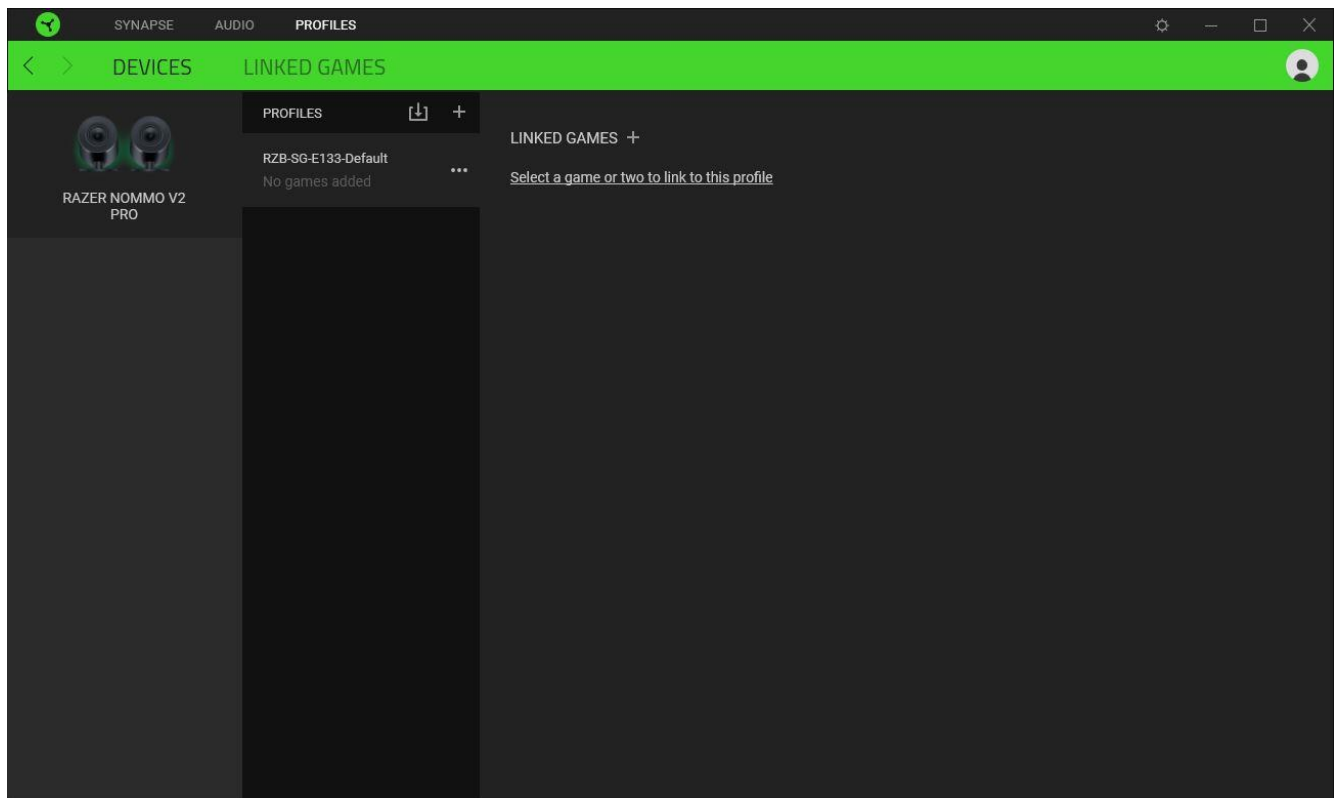 SYNAPSE AUDIO PROFILES
DEVICES LINKED GAMES
RAZER NOMMO V2
PRO
PROFILES
RZB-SG-E133-Default
No games added
LINKED GAMES
Select a game or two to link to this profile